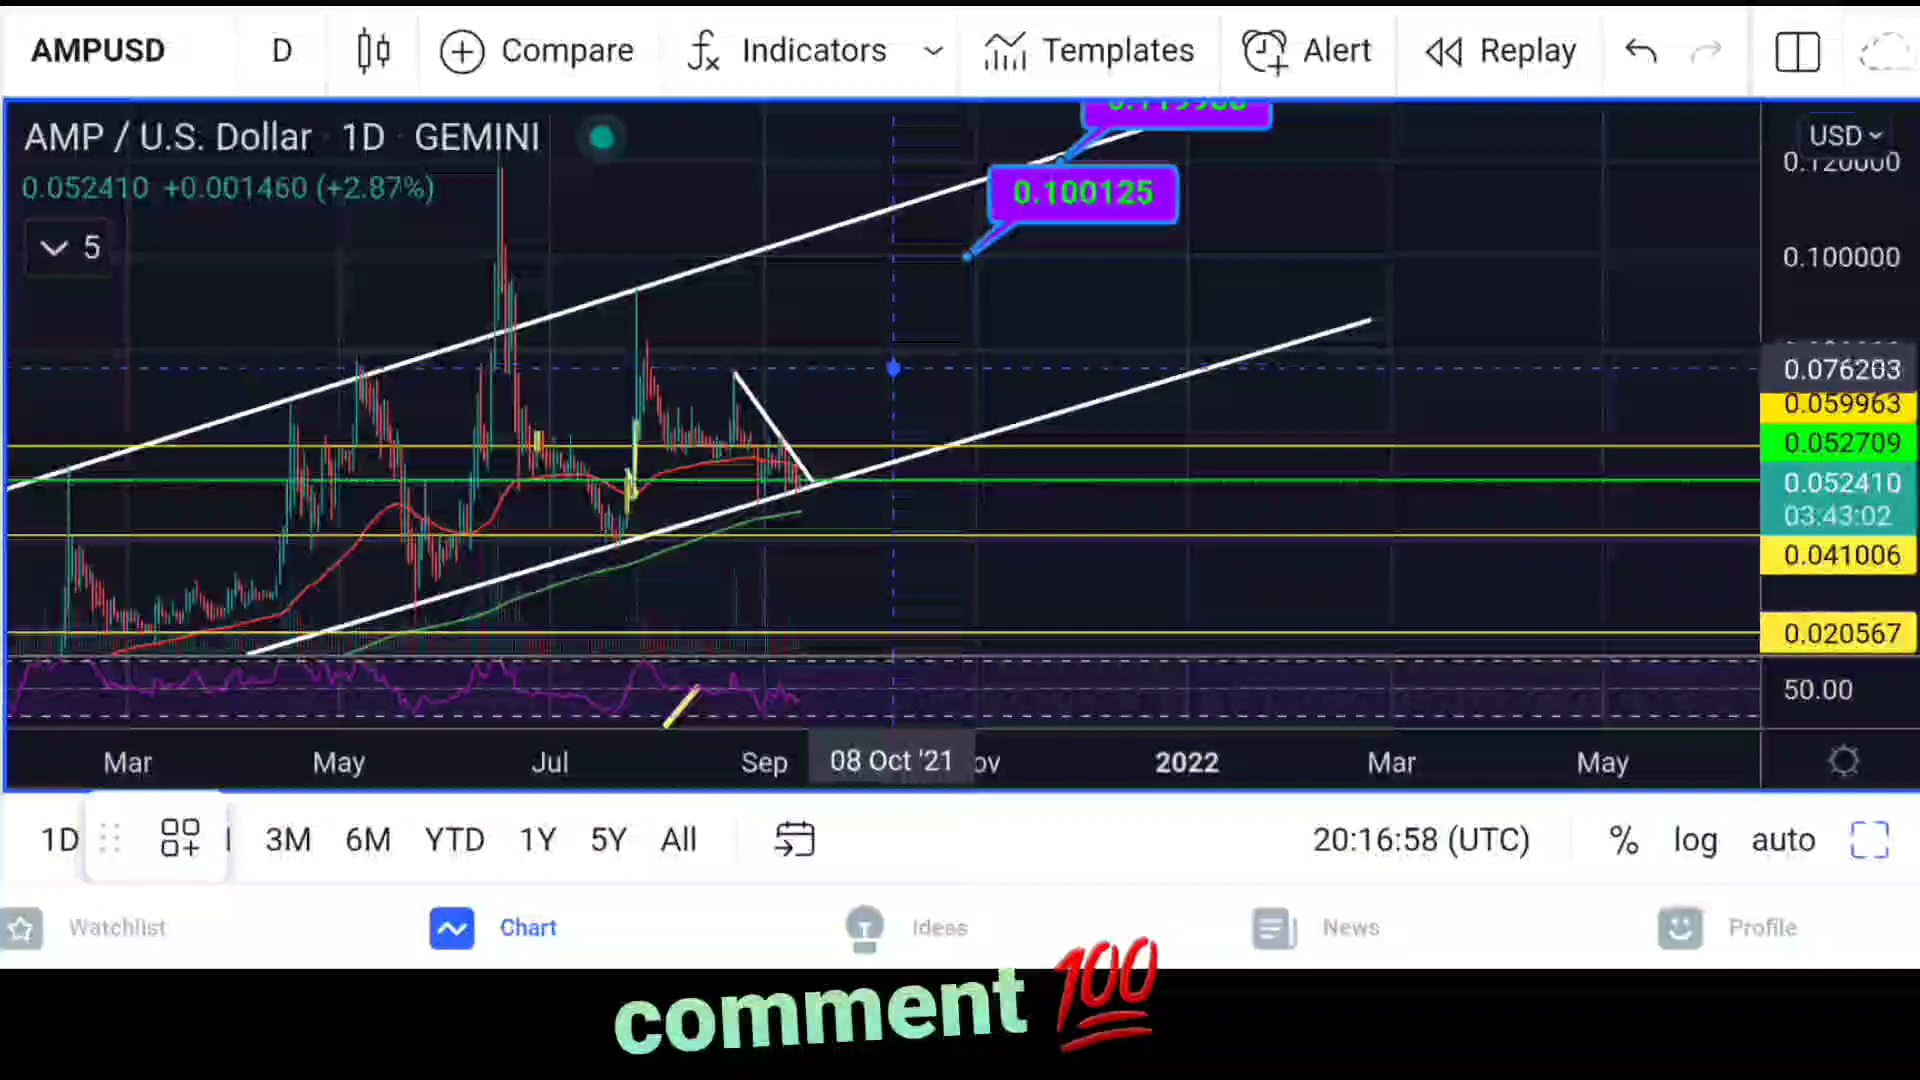 AMPUSD D Compare Indicators Templates Alert Replay
AMP / U.S. Dollar · 1D · GEMINI
USD
0.120000
0.052410 +0.001460 (+2.87%)
0.100125
5
0.100000
0.076203
0.059963
0.052709
0.052410
03:43:02
0.041006
0.020567
50.00
Mar May Jul Sep 08 Oct '21 ov 2022 Mar May
1D 3M 6M YTD 1Y 5Y All 20:16:58 (UTC) % log auto
Watchlist Chart Ideas News Profile
comment 💯